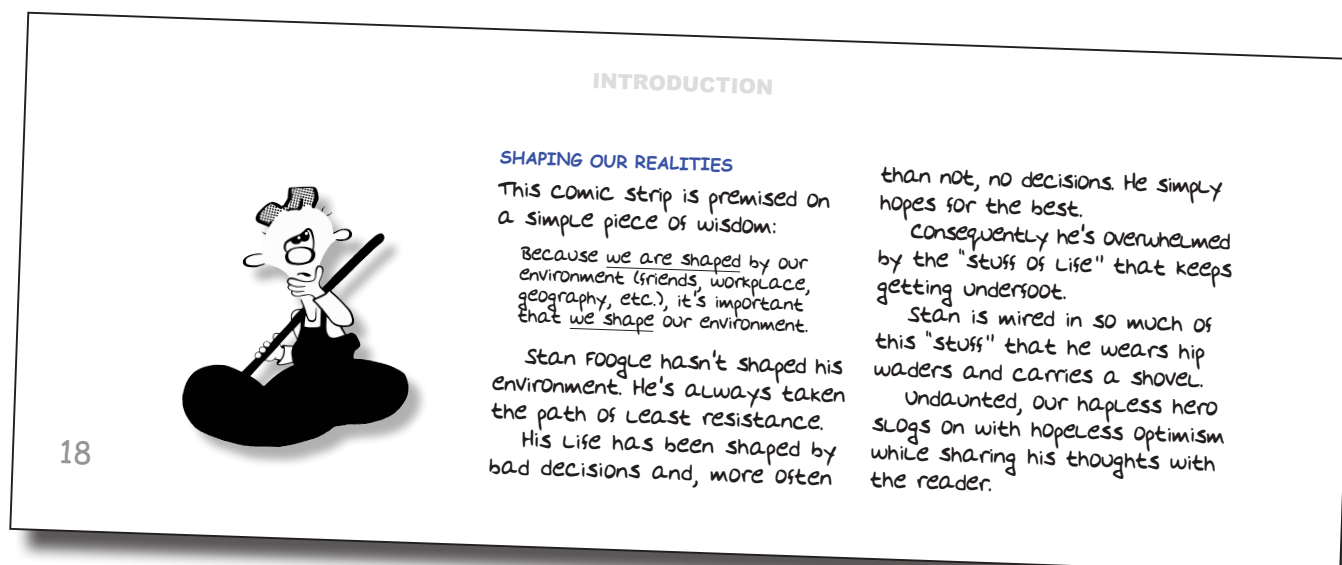 INTRODUCTION
SHAPING OUR REALITIES
This comic strip is premised on
a simple piece of wisdom:
Because we are shaped by our
environment (friends, workplace,
geography, etc.), it's important
that we shape our environment.
Stan Foogle hasn't shaped his
environment. He's always taken
the path of least resistance.
His life has been shaped by
bad decisions and, more often
than not, no decisions. He simply
hopes for the best.
Consequently he's overwhelmed
by the "stuff of life" that keeps
getting underfoot.
Stan is mired in so much of
this "stuff" that he wears hip
waders and carries a shovel.
Undaunted, our hapless hero
slogs on with hopeless optimism
while sharing his thoughts with
the reader.
18